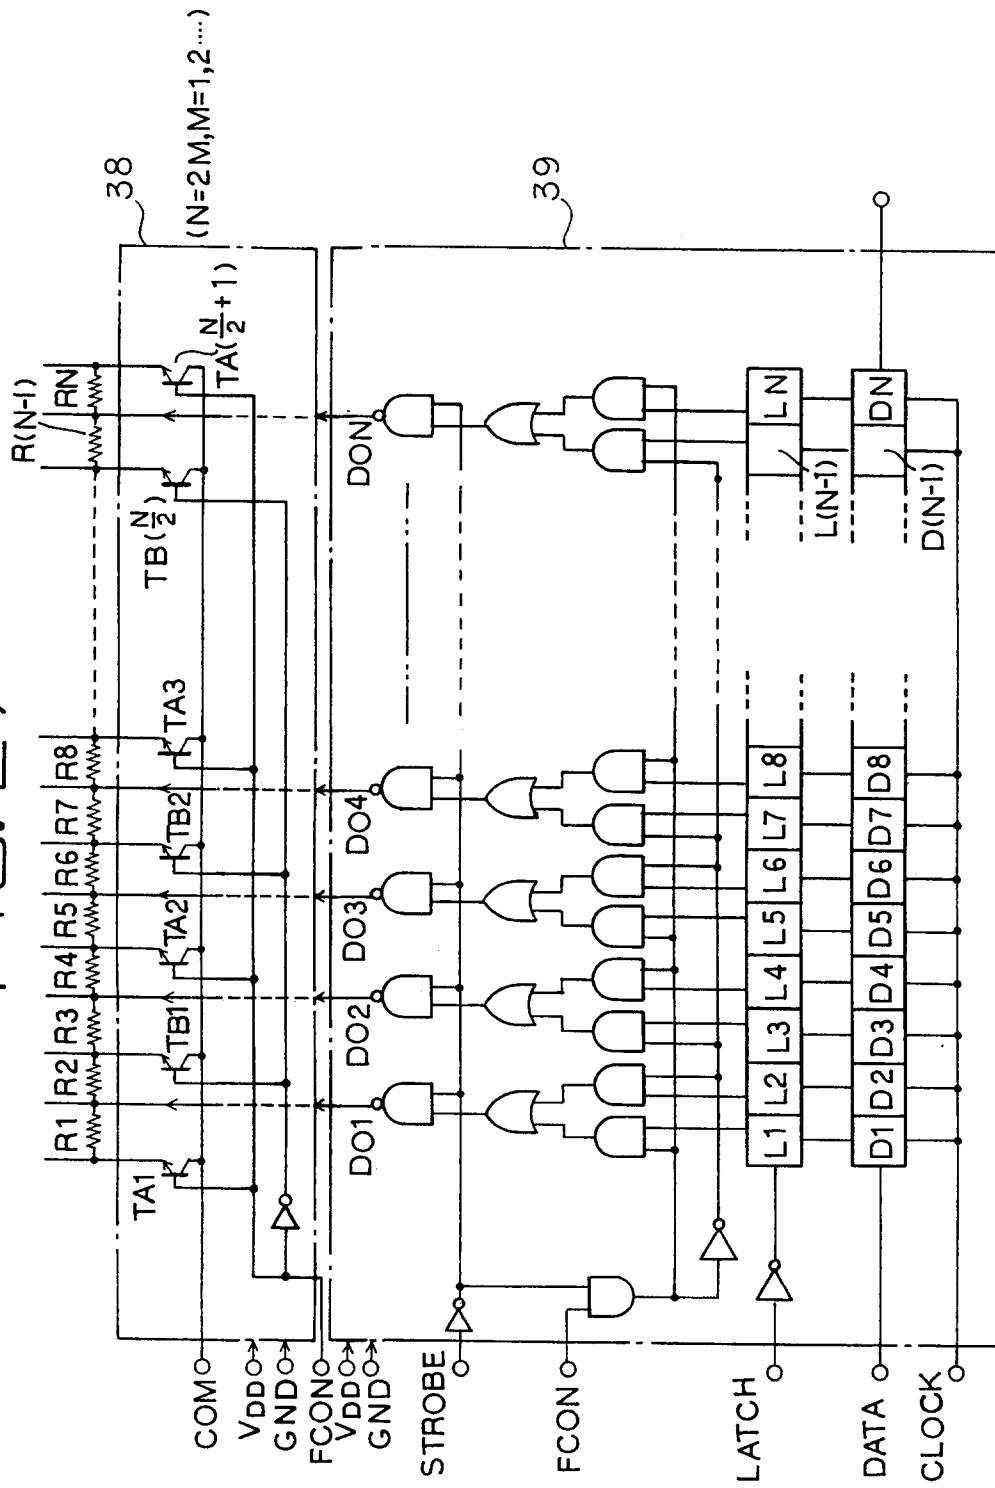 R1 R2 R3 R4 R5 R6 R7 R8 R(N-1) RN
38
(N=2M,M=1,2....)
TA1 TB1 TA2 TB2 TA3 TB(N/2) TA(N/2+1)
COM
VDD
GND
FCON
VDD
GND
DO1 DO2 DO3 DO4 DON
39
STROBE
FCON
LATCH
L1 L2 L3 L4 L5 L6 L7 L8 LN
L(N-1)
DATA
D1 D2 D3 D4 D5 D6 D7 D8 DN
D(N-1)
CLOCK